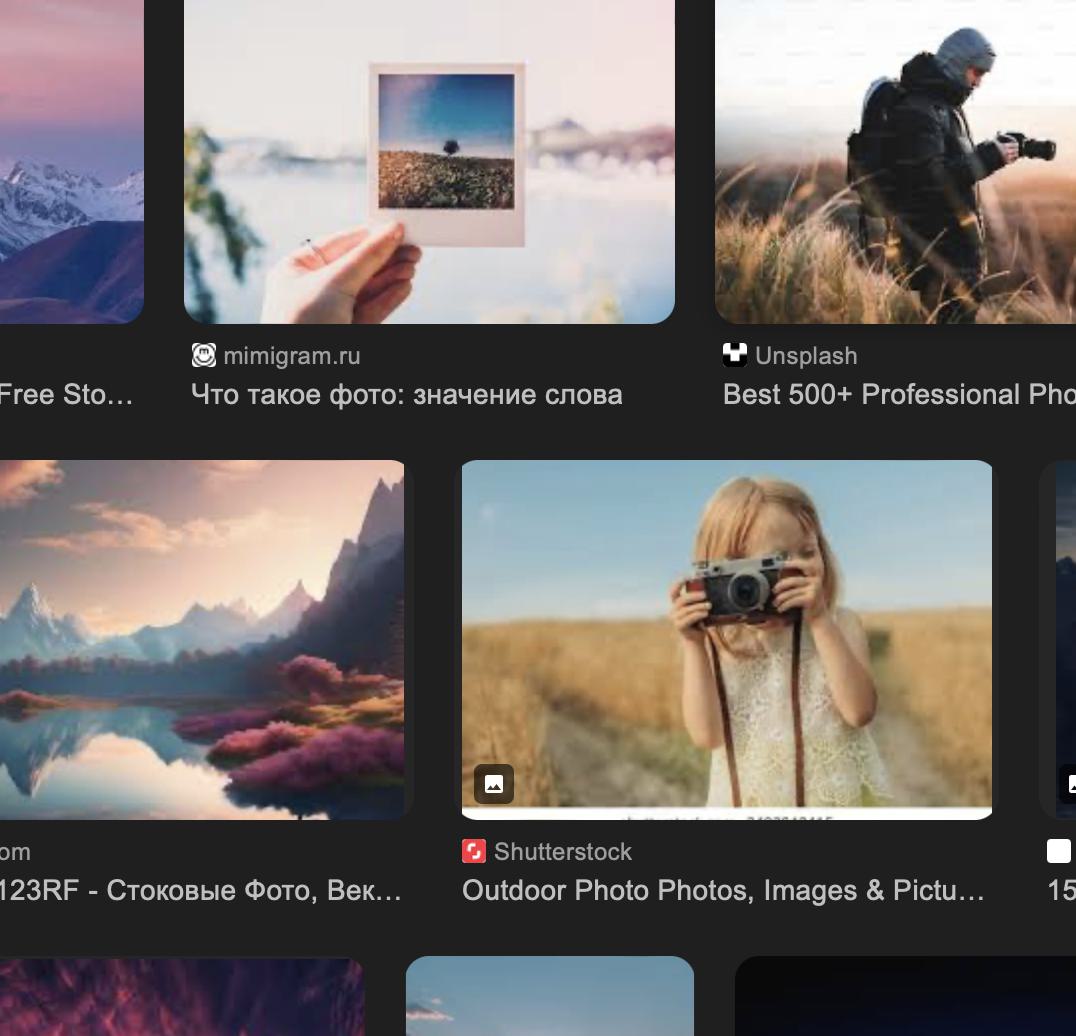 mimigram.ru
Unsplash
Free Sto...
Что такое фото: значение слова
Best 500+ Professional Pho
om
Shutterstock
123RF - Стоковые Фото, Век...
Outdoor Photo Photos, Images & Pictu...
15